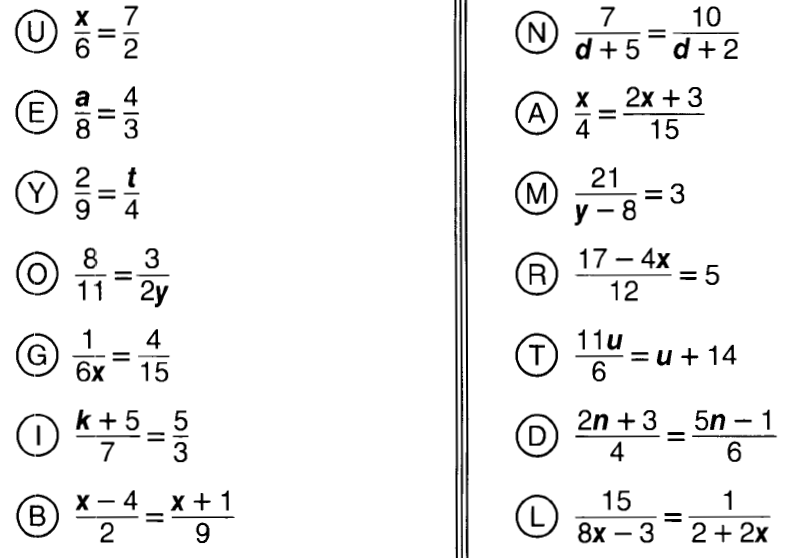 U x/6 = 7/2
E a/8 = 4/3
Y 2/9 = t/4
O 8/11 = 3/2y
G 1/6x = 4/15
I k + 5/7 = 5/3
B x − 4/2 = x + 1/9
N 7/d + 5 = 10/d + 2
A x/4 = 2x + 3/15
M 21/y − 8 = 3
R 17 − 4x/12 = 5
T 11u/6 = u + 14
D 2n + 3/4 = 5n − 1/6
L 15/8x − 3 = 1/2 + 2x